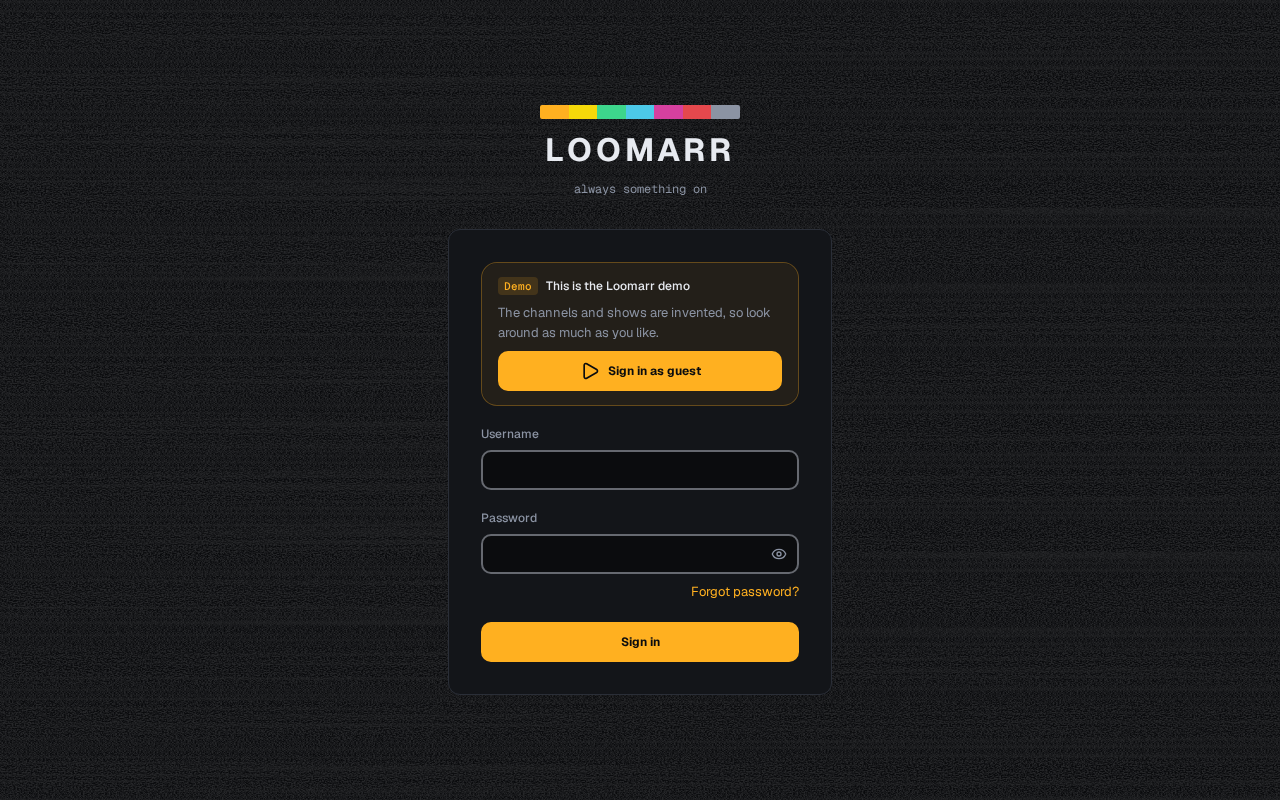 LOOMARR
always something on
Demo This is the Loomarr demo
The channels and shows are invented, so look
around as much as you like.
Sign in as guest
Username
Password
Forgot password?
Sign in